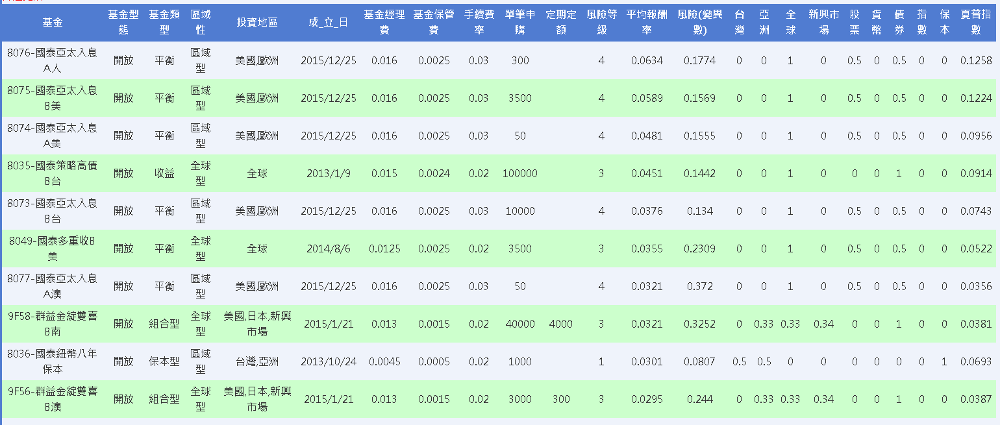 基金 基金型態 基金類型 區域性 投資地區 成_立_日 基金經理費 基金保管費 手續費率 單筆申購 定期定額 風險等級 平均報酬率 風險(變異數) 台灣 亞洲 全球 新興市場 股票 貨幣 債券 指數 保本 夏普指數
8076-國泰亞太入息A人 開放 平衡 區域型 美國,歐洲 2015/12/25 0.016 0.0025 0.03 300 4 0.0634 0.1774 0 0 1 0 0.5 0 0.5 0 0 0.1258
8075-國泰亞太入息B美 開放 平衡 區域型 美國,歐洲 2015/12/25 0.016 0.0025 0.03 3500 4 0.0589 0.1569 0 0 1 0 0.5 0 0.5 0 0 0.1224
8074-國泰亞太入息A美 開放 平衡 區域型 美國,歐洲 2015/12/25 0.016 0.0025 0.03 50 4 0.0481 0.1555 0 0 1 0 0.5 0 0.5 0 0 0.0956
8035-國泰策略高債B台 開放 收益 全球型 全球 2013/1/9 0.015 0.0024 0.02 100000 3 0.0451 0.1442 0 0 1 0 0 0 1 0 0 0.0914
8073-國泰亞太入息B台 開放 平衡 區域型 美國,歐洲 2015/12/25 0.016 0.0025 0.03 10000 4 0.0376 0.134 0 0 1 0 0.5 0 0.5 0 0 0.0743
8049-國泰多重收B美 開放 平衡 全球型 全球 2014/8/6 0.0125 0.0025 0.02 3500 3 0.0355 0.2309 0 0 1 0 0.5 0 0.5 0 0 0.0522
8077-國泰亞太入息A澳 開放 平衡 區域型 美國,歐洲 2015/12/25 0.016 0.0025 0.03 50 4 0.0321 0.372 0 0 1 0 0.5 0 0.5 0 0 0.0356
9F58-群益金綻雙喜B南 開放 組合型 全球型 美國,日本,新興市場 2015/1/21 0.013 0.0015 0.02 40000 4000 3 0.0321 0.3252 0 0.33 0.33 0.34 0 0 1 0 0 0.0381
8036-國泰紐幣八年保本 開放 保本型 區域型 台灣,亞洲 2013/10/24 0.0045 0.0005 0.02 1000 1 0.0301 0.0807 0.5 0.5 0 0 0 0 0 0 1 0.0693
9F56-群益金綻雙喜B澳 開放 組合型 全球型 美國,日本,新興市場 2015/1/21 0.013 0.0015 0.02 3000 300 3 0.0295 0.244 0 0.33 0.33 0.34 0 0 1 0 0 0.0387